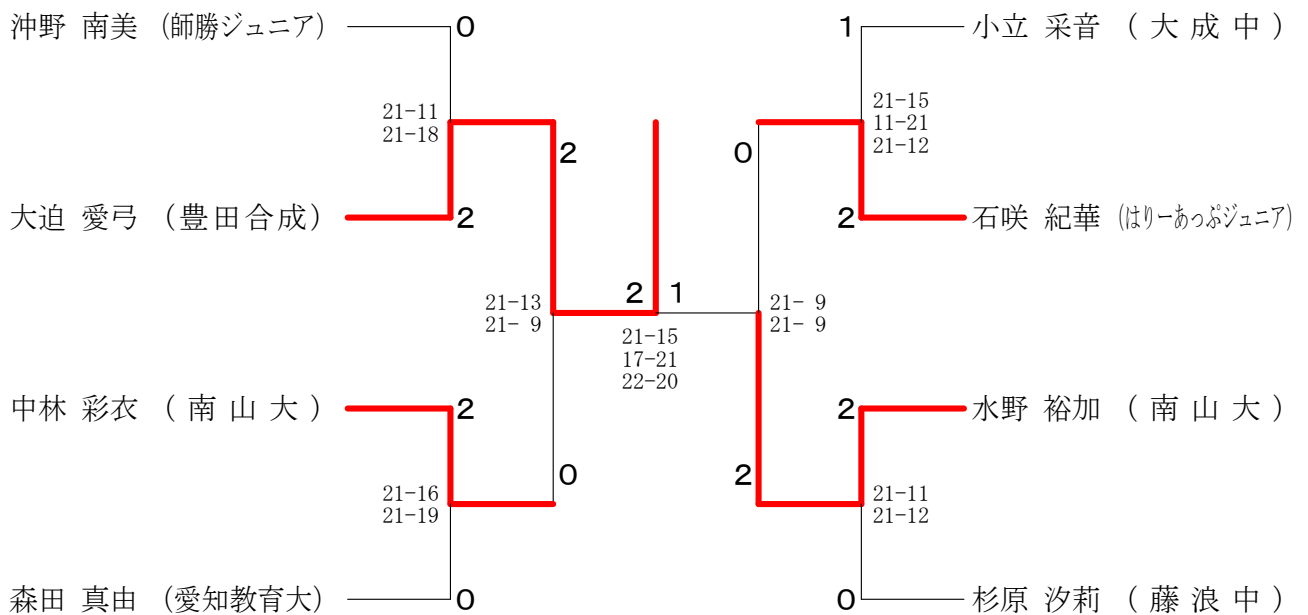 沖野 南美 (師勝ジュニア) 0
1 小立 采音 ( 大 成 中 )
21-11
21-18
21-15
11-21
21-12
2
0
大迫 愛弓 (豊田合成) 2
2 石咲 紀華 (はりーあっぷジュニア)
21-13
21- 9
2 1
21- 9
21- 9
21-15
17-21
22-20
中林 彩衣 ( 南 山 大 ) 2
2 水野 裕加 ( 南 山 大 )
0
2
21-16
21-19
21-11
21-12
森田 真由 (愛知教育大) 0
0 杉原 汐莉 ( 藤 浪 中 )